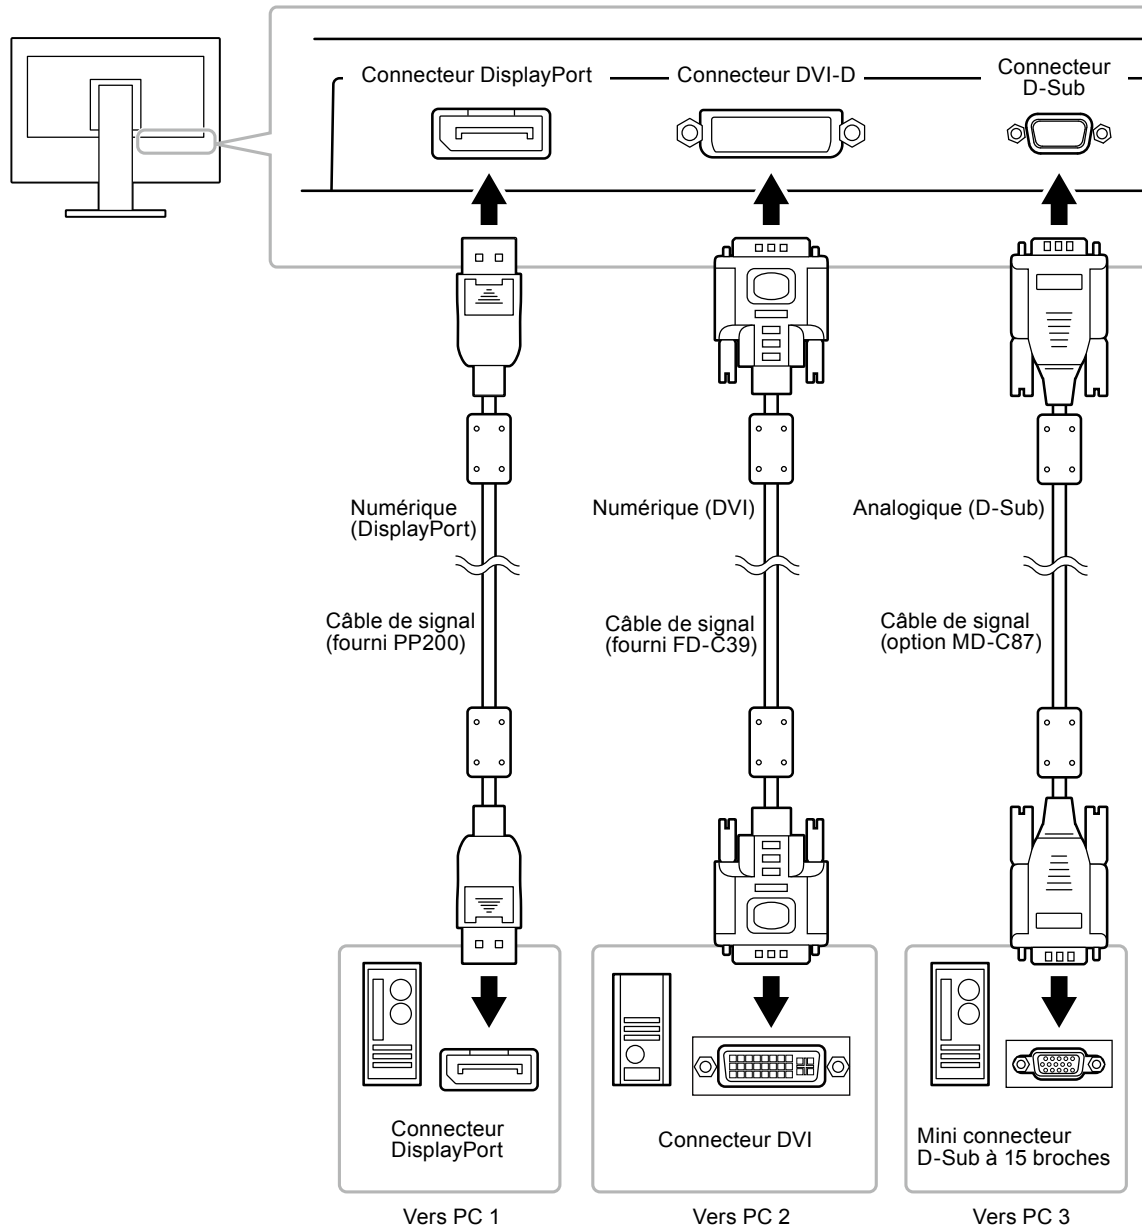 Connecteur DisplayPort
Connecteur DVI-D
Connecteur
D-Sub
Numérique
(DisplayPort)
Numérique (DVI)
Analogique (D-Sub)
Câble de signal
(fourni PP200)
Câble de signal
(fourni FD-C39)
Câble de signal
(option MD-C87)
Connecteur
DisplayPort
Connecteur DVI
Mini connecteur
D-Sub à 15 broches
Vers PC 1
Vers PC 2
Vers PC 3